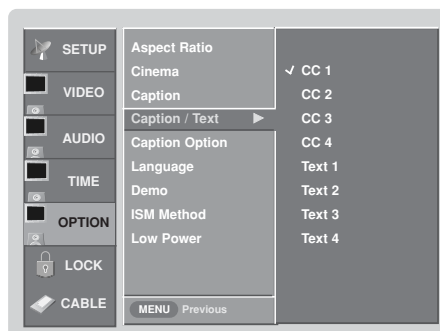 SETUP
VIDEO
AUDIO
TIME
OPTION
LOCK
CABLE
Aspect Ratio
Cinema
Caption
Caption / Text
Caption Option
Language
Demo
ISM Method
Low Power
MENU Previous
CC 1
CC 2
CC 3
CC 4
Text 1
Text 2
Text 3
Text 4